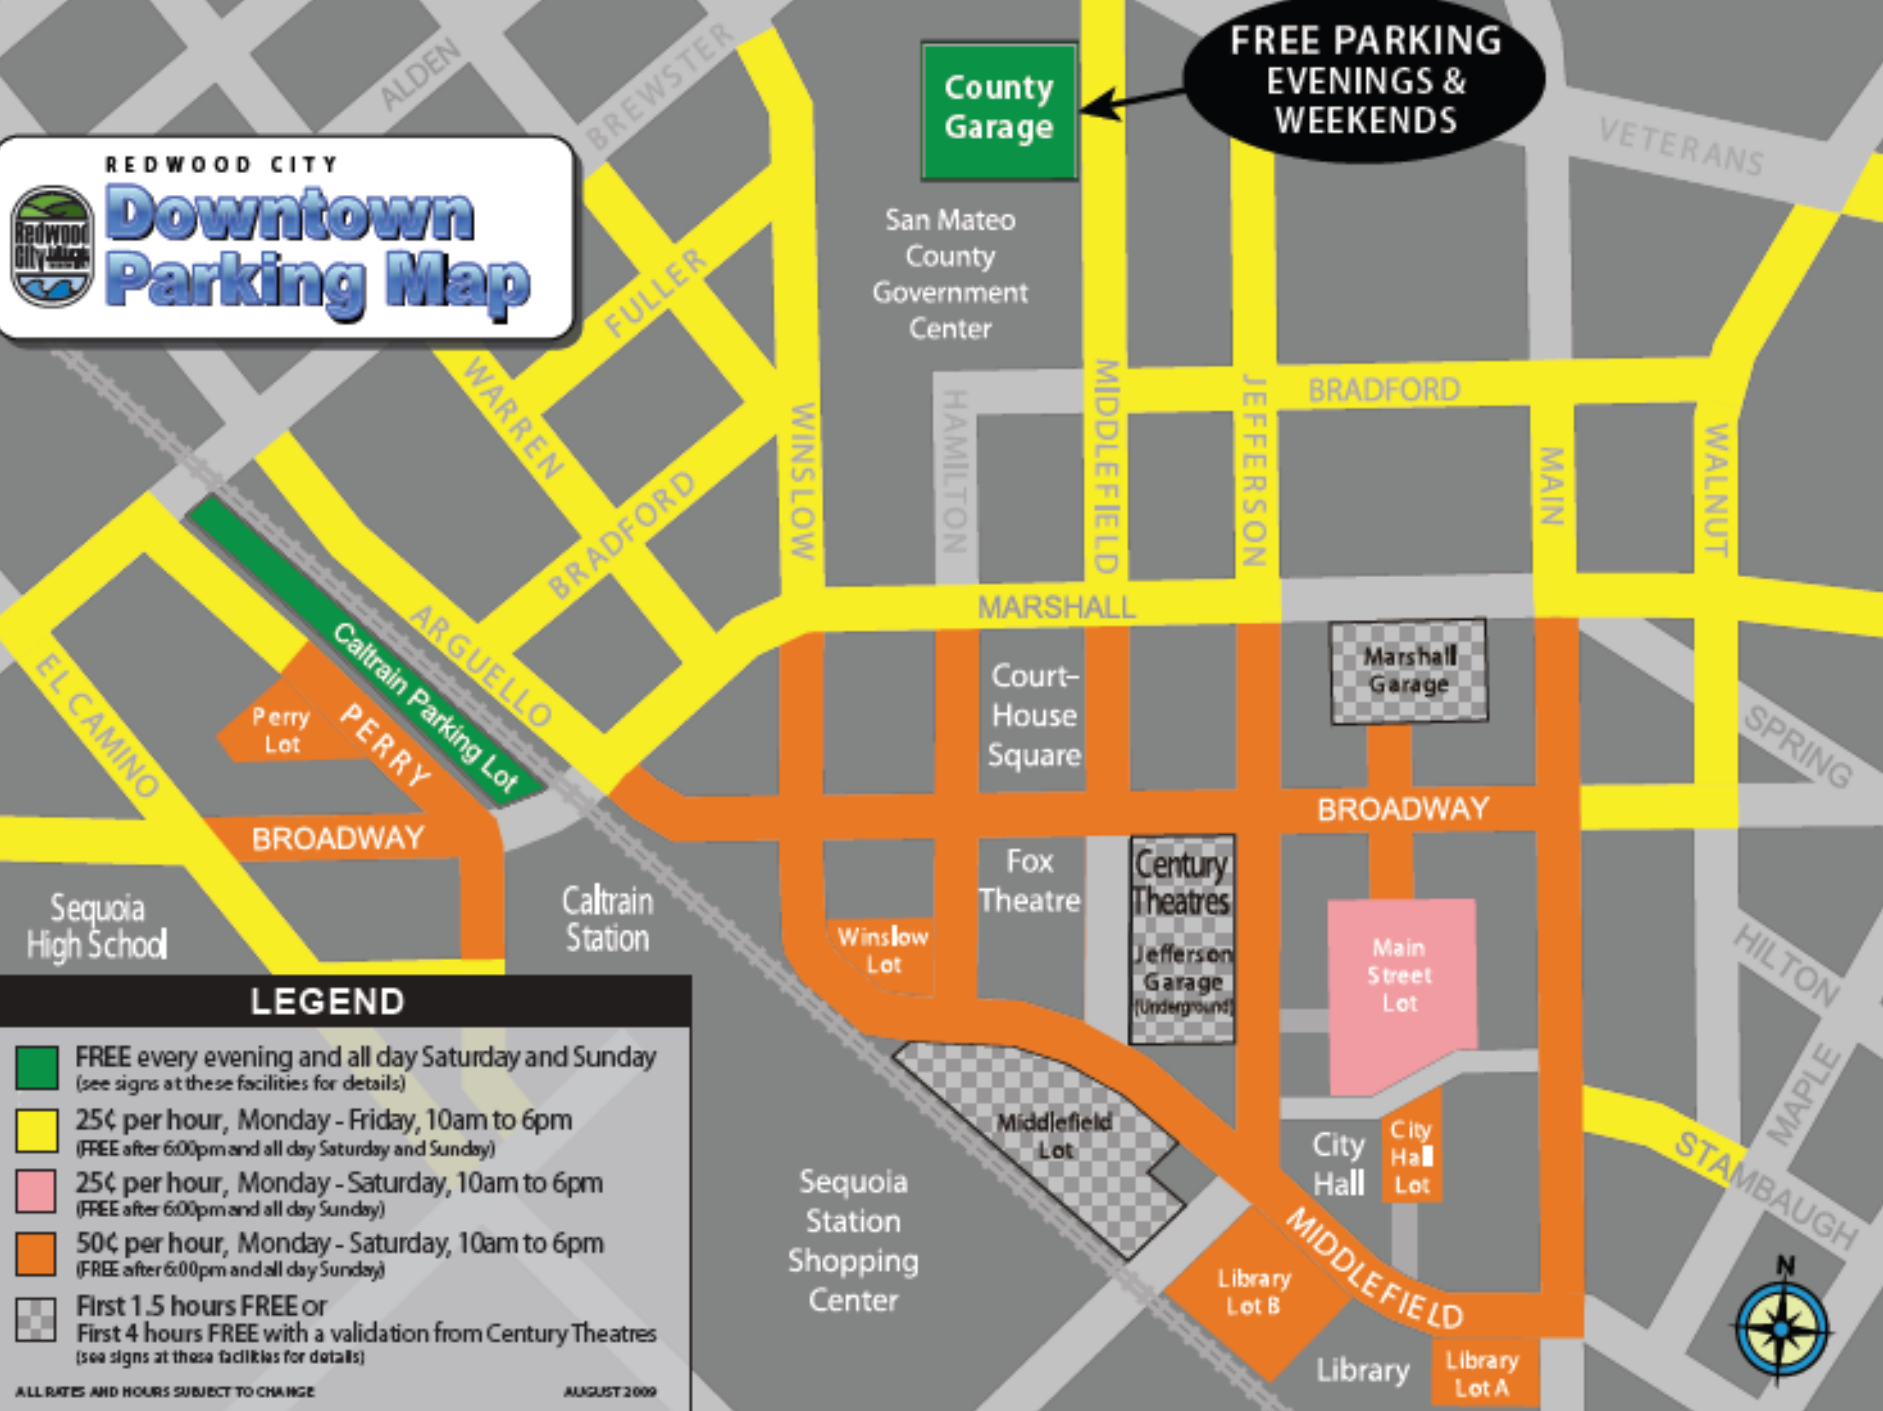 FREE PARKING
EVENINGS &
WEEKENDS
County
Garage
ALDEN
BREWSTER
VETERANS
REDWOOD CITY
Downtown
Parking Map
Redwood
City
San Mateo
County
Government
Center
FULLER
WARREN
WINSLOW
HAMILTON
MIDDLEFIELD
JEFFERSON
BRADFORD
MAIN
WALNUT
BRADFORD
ARGUELLO
MARSHALL
Caltrain Parking Lot
EL CAMINO
Perry
Lot
PERRY
Court-
House
Square
Marshall
Garage
SPRING
BROADWAY
BROADWAY
Sequoia
High School
Caltrain
Station
Fox
Theatre
Century
Theatres
Jefferson
Garage
(Underground)
Winslow
Lot
Main
Street
Lot
HILTON
MAPLE
Middlefield
Lot
City
Hall
City
Hall
Lot
STAMBAUGH
Sequoia
Station
Shopping
Center
MIDDLEFIELD
Library
Lot B
Library
Library
Lot A
N
LEGEND
FREE every evening and all day Saturday and Sunday
(see signs at these facilities for details)
25¢ per hour, Monday - Friday, 10am to 6pm
(FREE after 6:00pm and all day Saturday and Sunday)
25¢ per hour, Monday - Saturday, 10am to 6pm
(FREE after 6:00pm and all day Sunday)
50¢ per hour, Monday - Saturday, 10am to 6pm
(FREE after 6:00pm and all day Sunday)
First 1.5 hours FREE or
First 4 hours FREE with a validation from Century Theatres
(see signs at these facilities for details)
ALL RATES AND HOURS SUBJECT TO CHANGE
AUGUST 2009